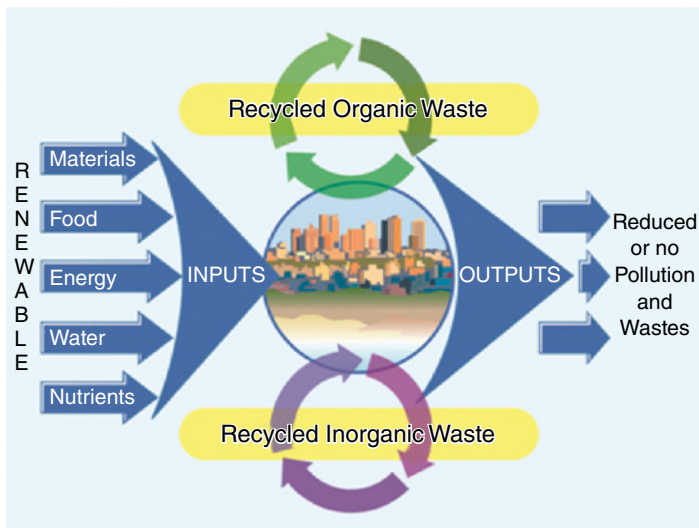 Recycled Organic Waste
RENEWABLE
Materials
Food
Energy
Water
Nutrients
INPUTS
OUTPUTS
Reduced
or no
Pollution
and
Wastes
Recycled Inorganic Waste